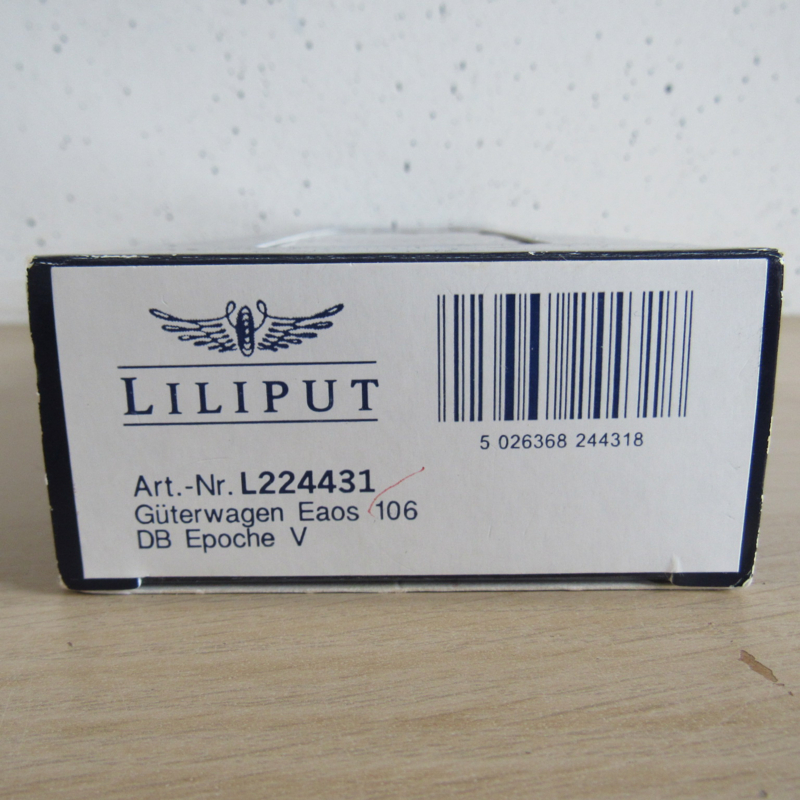 LILIPUT
5 026368 244318
Art.-Nr. L224431
Güterwagen Eaos 106
DB Epoche V